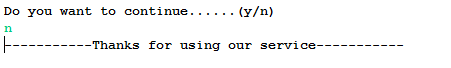 Do you want to continue......(y/n)
n
-----------Thanks for using our service-----------